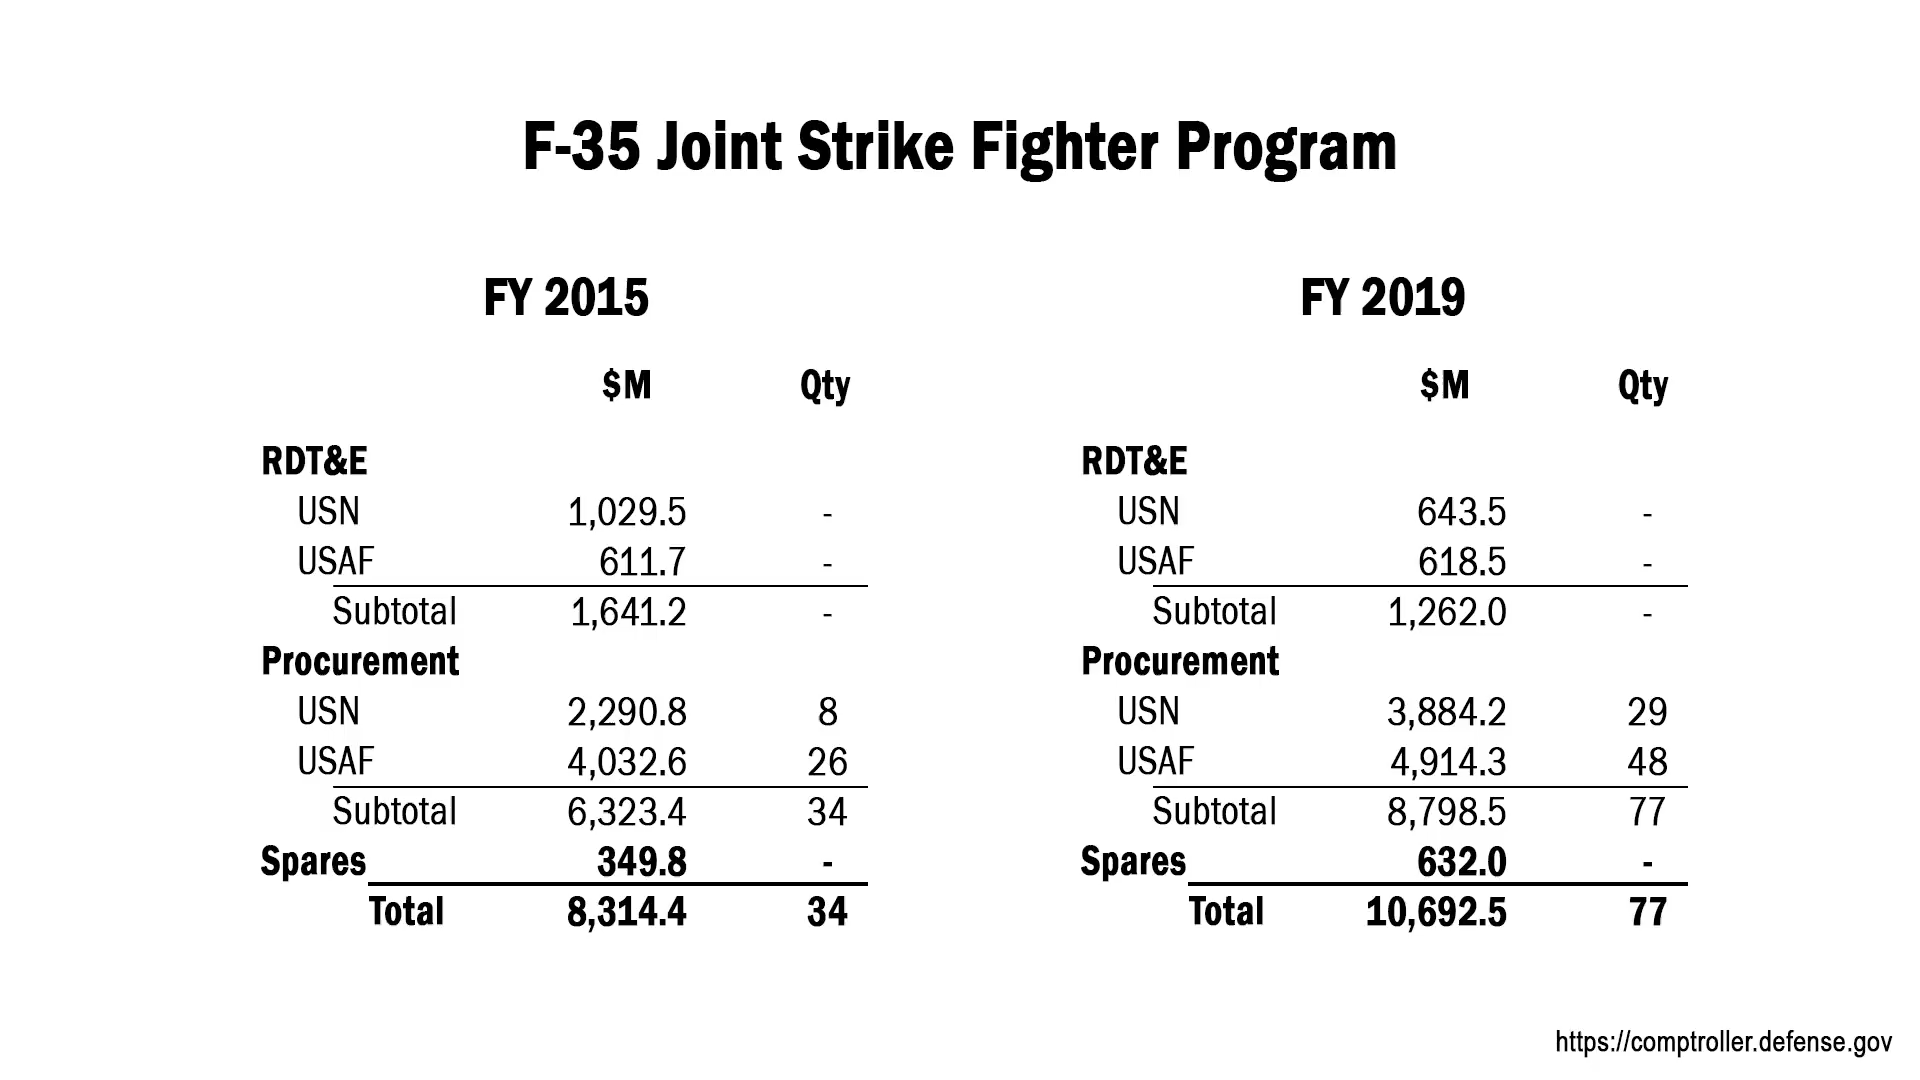 F-35 Joint Strike Fighter Program
FY 2015
$M Qty
RDT&E
USN 1,029.5 -
USAF 611.7 -
Subtotal 1,641.2 -
Procurement
USN 2,290.8 8
USAF 4,032.6 26
Subtotal 6,323.4 34
Spares 349.8 -
Total 8,314.4 34
FY 2019
$M Qty
RDT&E
USN 643.5 -
USAF 618.5 -
Subtotal 1,262.0 -
Procurement
USN 3,884.2 29
USAF 4,914.3 48
Subtotal 8,798.5 77
Spares 632.0 -
Total 10,692.5 77
https://comptroller.defense.gov